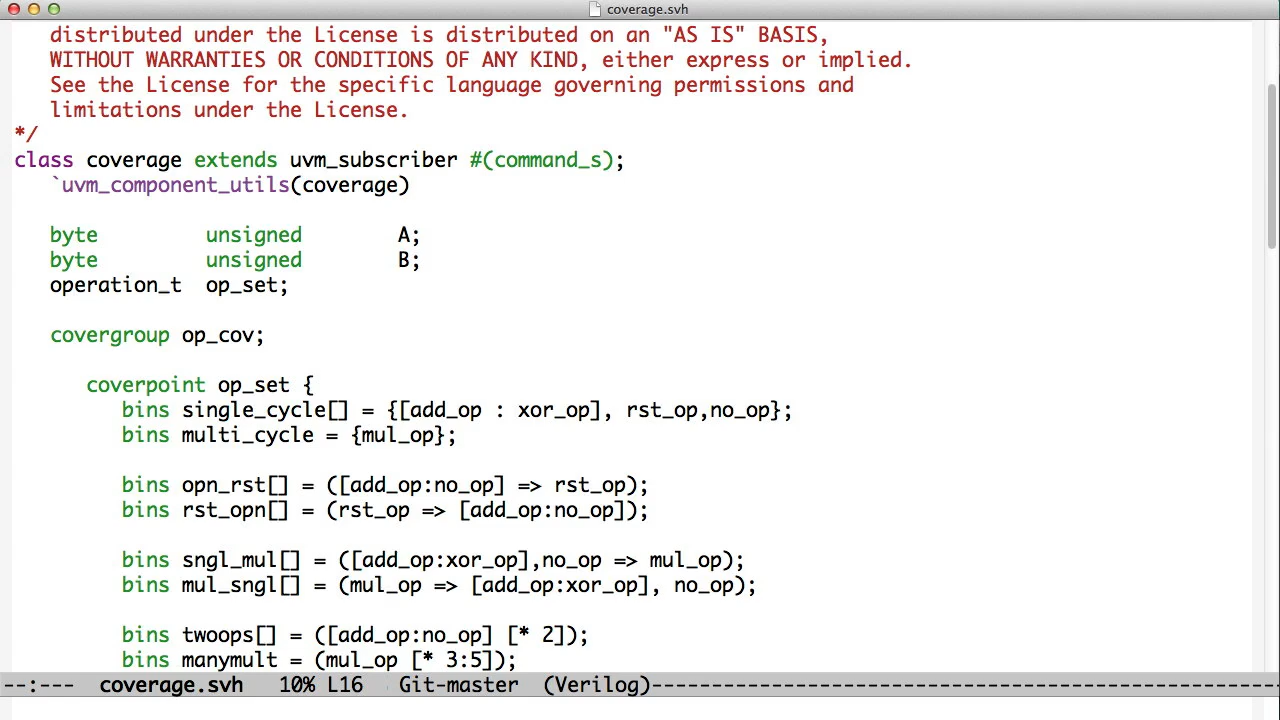 coverage.svh
distributed under the License is distributed on an "AS IS" BASIS,
WITHOUT WARRANTIES OR CONDITIONS OF ANY KIND, either express or implied.
See the License for the specific language governing permissions and
limitations under the License.
*/
class coverage extends uvm_subscriber #(command_s);
`uvm_component_utils(coverage)
byte unsigned A;
byte unsigned B;
operation_t op_set;
covergroup op_cov;
coverpoint op_set {
bins single_cycle[] = {[add_op : xor_op], rst_op,no_op};
bins multi_cycle = {mul_op};
bins opn_rst[] = ([add_op:no_op] => rst_op);
bins rst_opn[] = (rst_op => [add_op:no_op]);
bins sngl_mul[] = ([add_op:xor_op],no_op => mul_op);
bins mul_sngl[] = (mul_op => [add_op:xor_op], no_op);
bins twoops[] = ([add_op:no_op] [* 2]);
bins manymult = (mul_op [* 3:5]);
--:--- coverage.svh 10% L16 Git-master (Verilog)----------------------------------------------------